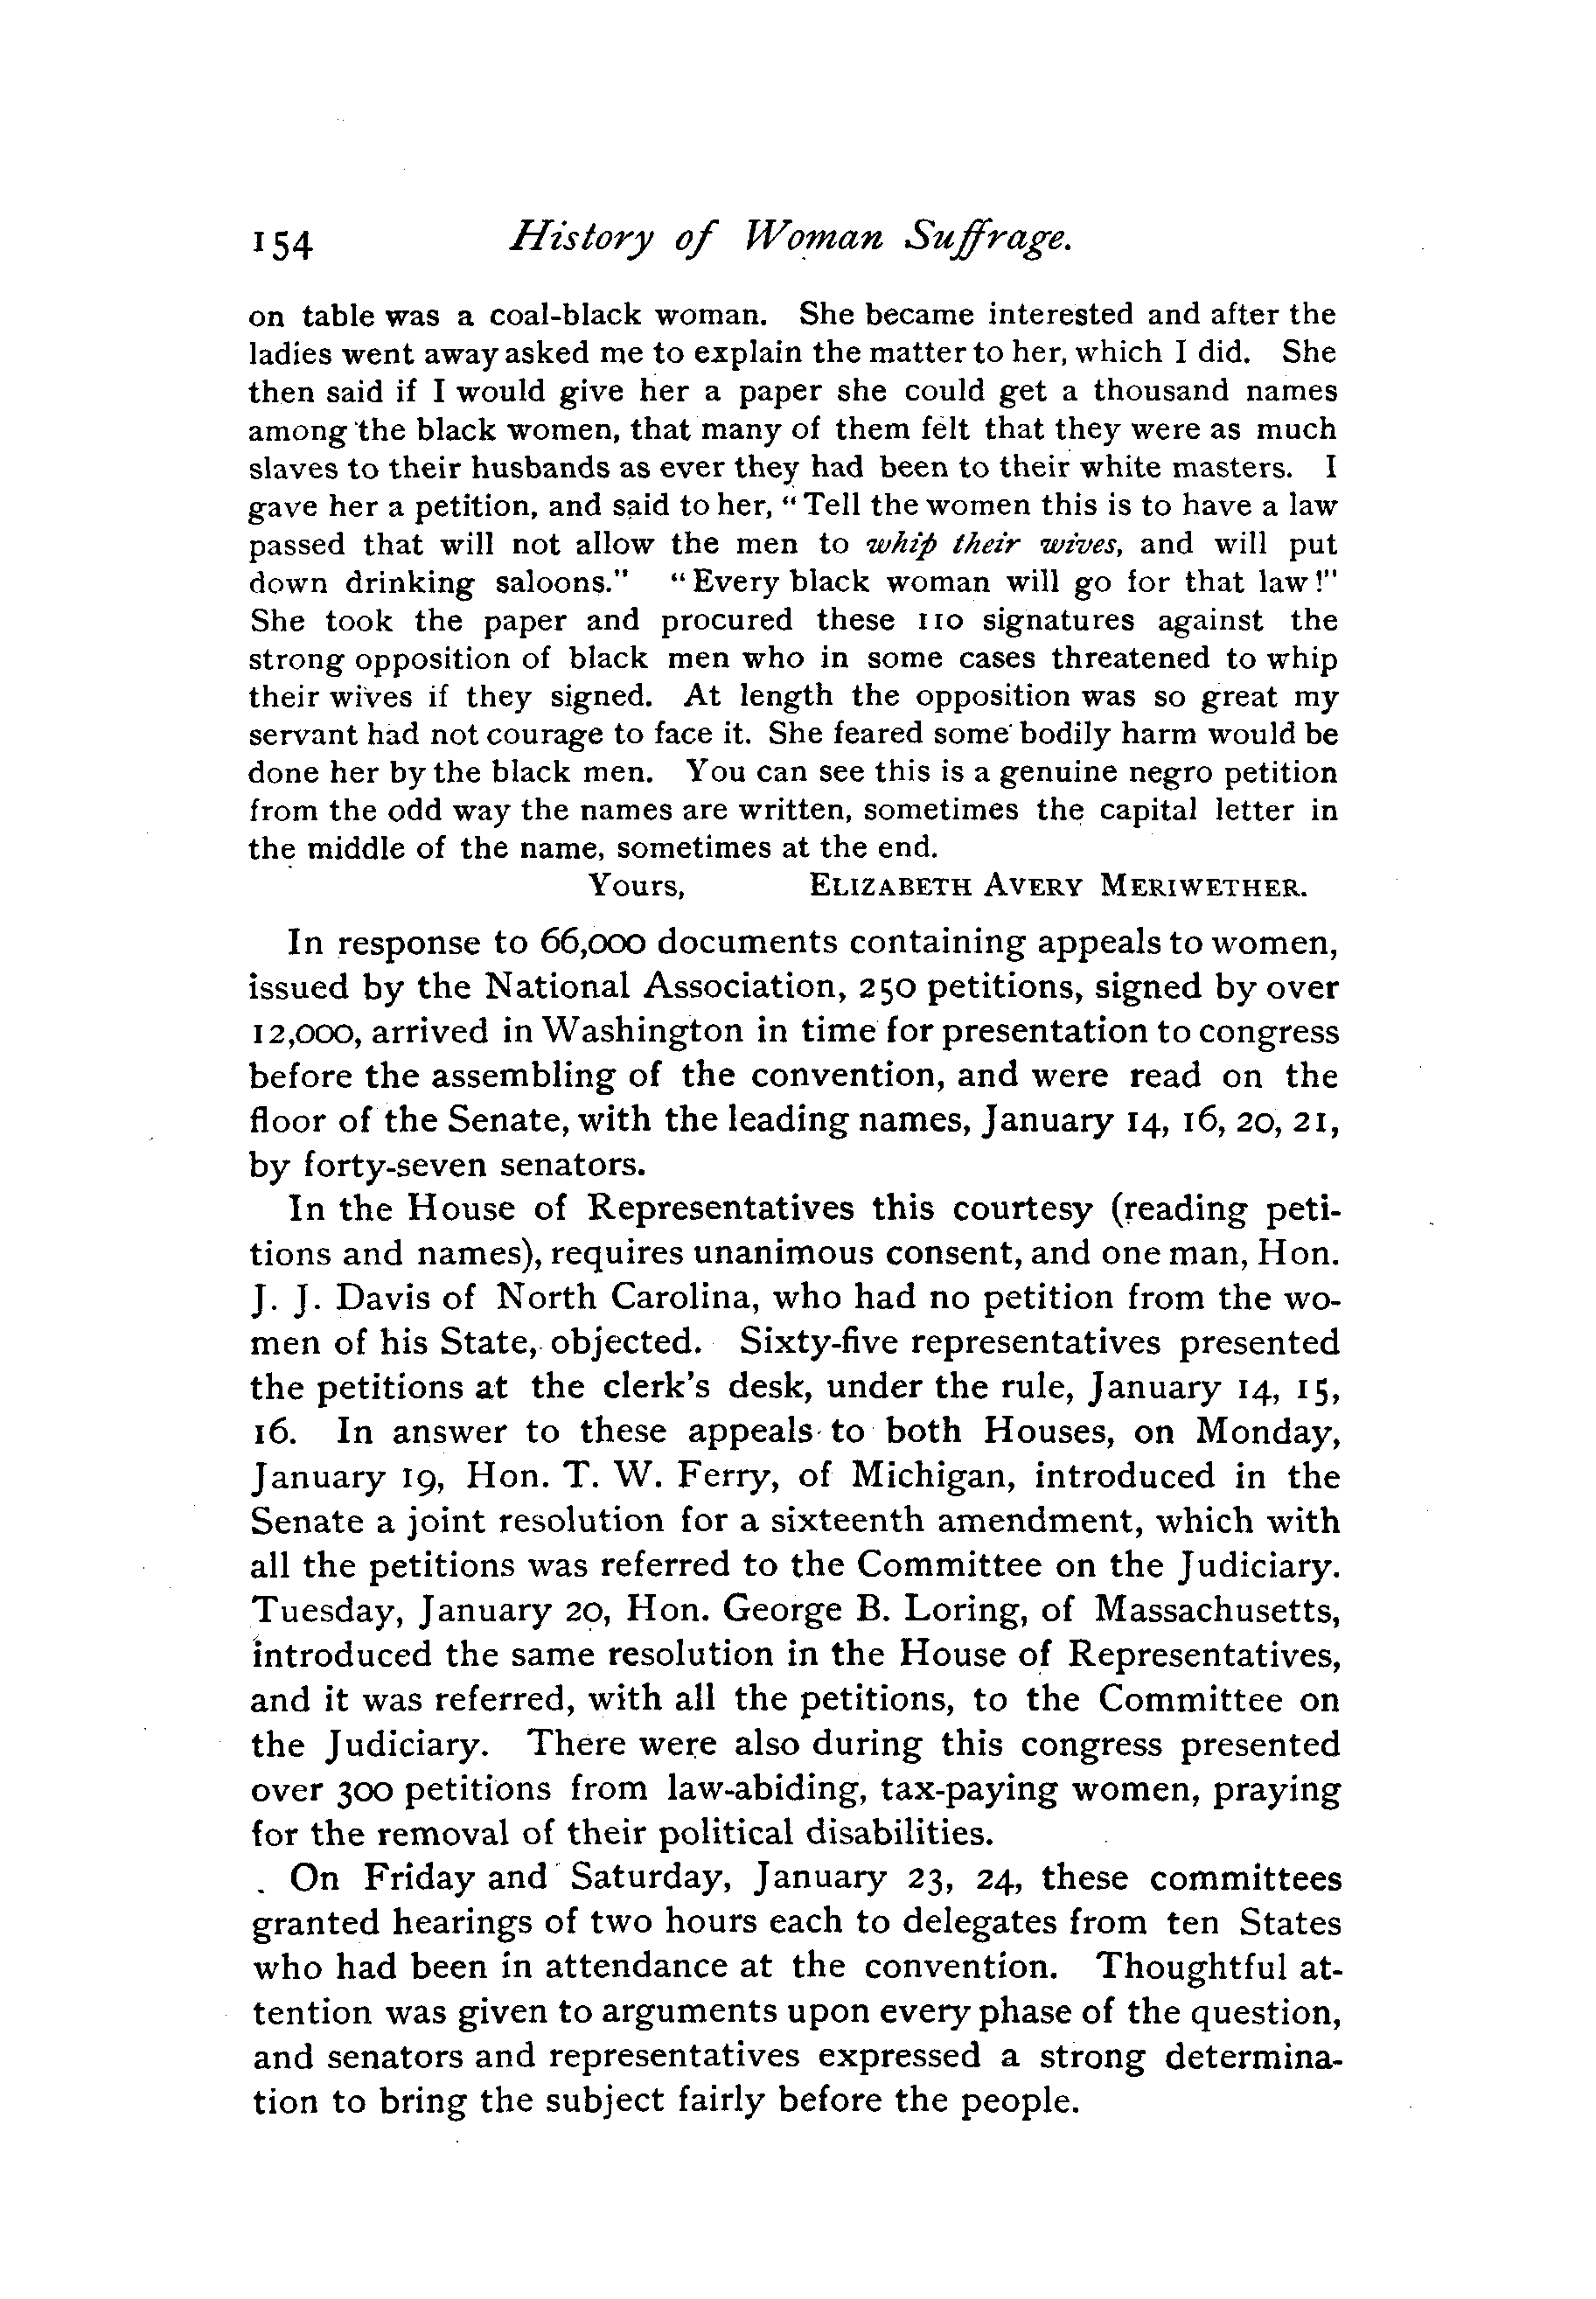 154 History of Woman Suffrage.
on table was a coal-black woman. She became interested and after the
ladies went away asked me to explain the matter to her, which I did. She
then said if I would give her a paper she could get a thousand names
among the black women, that many of them felt that they were as much
slaves to their husbands as ever they had been to their white masters. I
gave her a petition, and said to her, “Tell the women this is to have a law
passed that will not allow the men to whip their wives, and will put
down drinking saloons.” “Every black woman will go for that law!”
She took the paper and procured these 110 signatures against the
strong opposition of black men who in some cases threatened to whip
their wives if they signed. At length the opposition was so great my
servant had not courage to face it. She feared some bodily harm would be
done her by the black men. You can see this is a genuine negro petition
from the odd way the names are written, sometimes the capital letter in
the middle of the name, sometimes at the end.
Yours, ELIZABETH AVERY MERIWETHER.
In response to 66,000 documents containing appeals to women,
issued by the National Association, 250 petitions, signed by over
12,000, arrived in Washington in time for presentation to congress
before the assembling of the convention, and were read on the
floor of the Senate, with the leading names, January 14, 16, 20, 21,
by forty-seven senators.
In the House of Representatives this courtesy (reading peti-
tions and names), requires unanimous consent, and one man, Hon.
J. J. Davis of North Carolina, who had no petition from the wo-
men of his State, objected. Sixty-five representatives presented
the petitions at the clerk's desk, under the rule, January 14, 15,
16. In answer to these appeals to both Houses, on Monday,
January 19, Hon. T. W. Ferry, of Michigan, introduced in the
Senate a joint resolution for a sixteenth amendment, which with
all the petitions was referred to the Committee on the Judiciary.
Tuesday, January 20, Hon. George B. Loring, of Massachusetts,
introduced the same resolution in the House of Representatives,
and it was referred, with all the petitions, to the Committee on
the Judiciary. There were also during this congress presented
over 300 petitions from law-abiding, tax-paying women, praying
for the removal of their political disabilities.
On Friday and Saturday, January 23, 24, these committees
granted hearings of two hours each to delegates from ten States
who had been in attendance at the convention. Thoughtful at-
tention was given to arguments upon every phase of the question,
and senators and representatives expressed a strong determina-
tion to bring the subject fairly before the people.